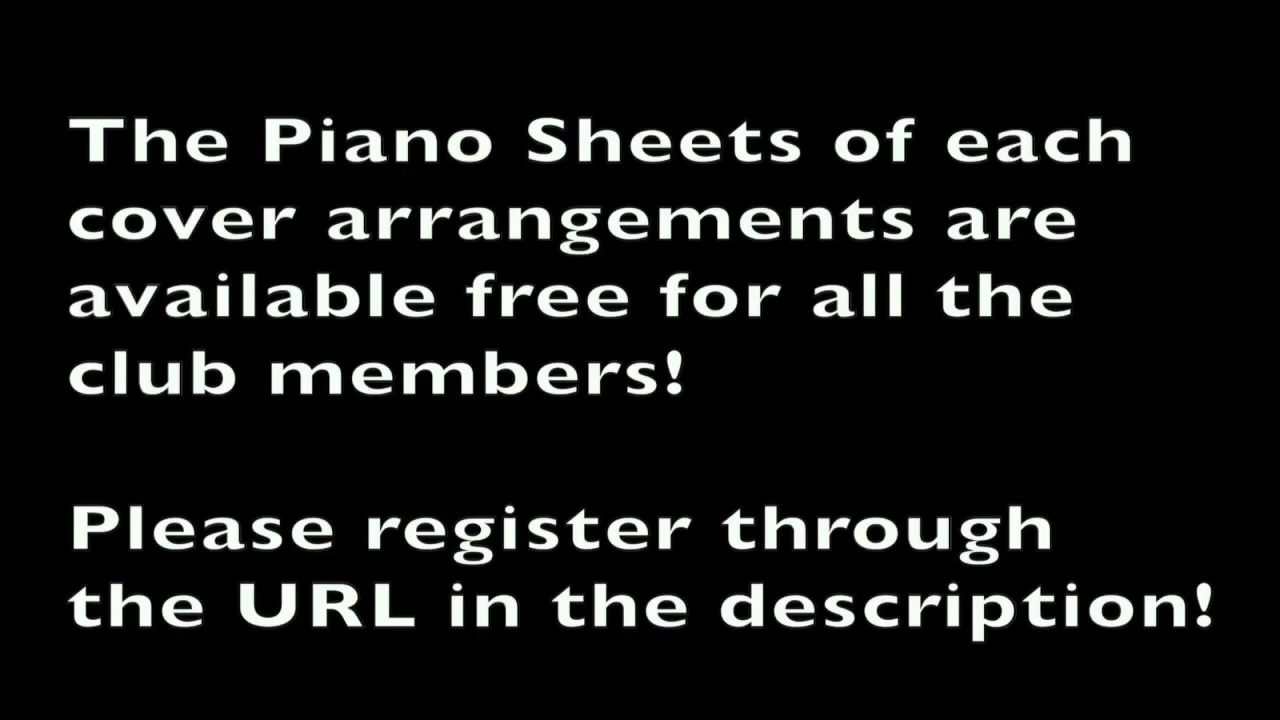 The Piano Sheets of each
cover arrangements are
available free for all the
club members!
Please register through
the URL in the description!